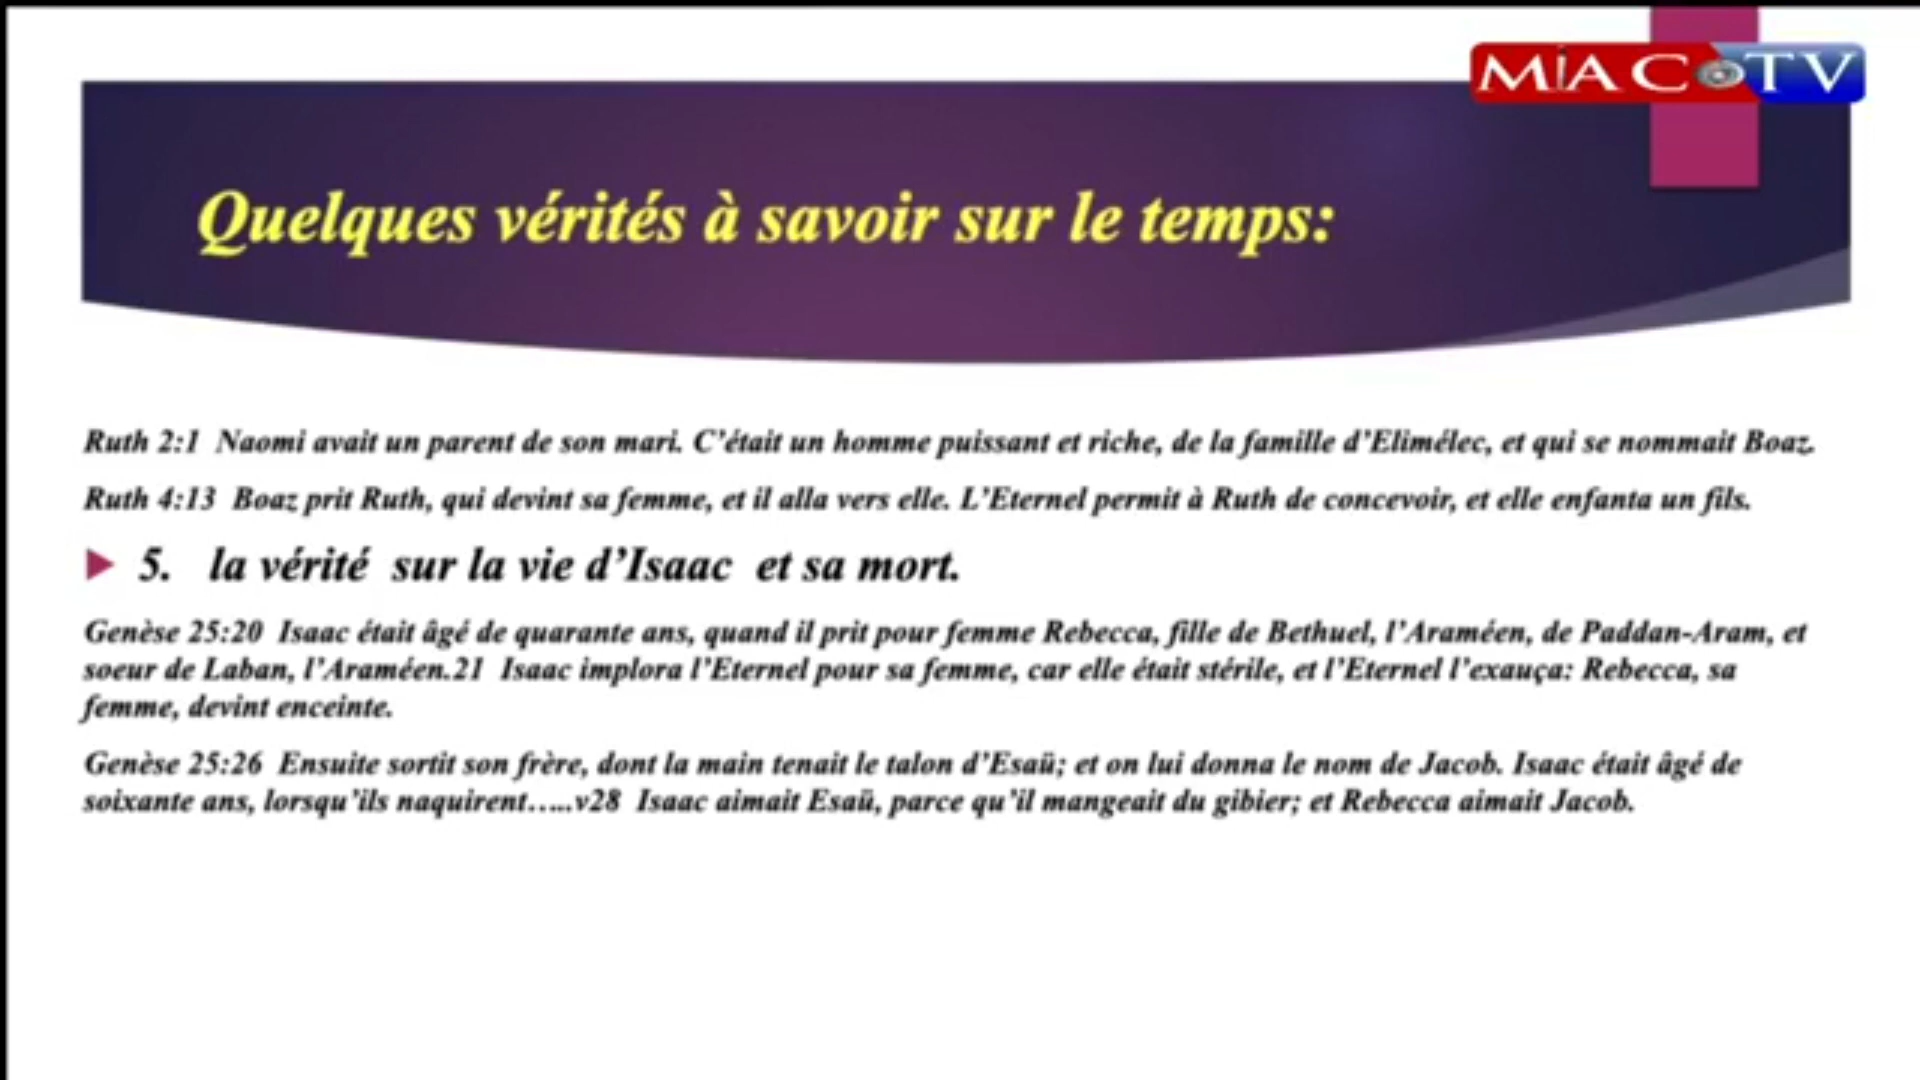 MiAC TV
Quelques vérités à savoir sur le temps:
Ruth 2:1 Naomi avait un parent de son mari. C’était un homme puissant et riche, de la famille d’Elimélec, et qui se nommait Boaz.
Ruth 4:13 Boaz prit Ruth, qui devint sa femme, et il alla vers elle. L’Eternel permit à Ruth de concevoir, et elle enfanta un fils.
5. la vérité sur la vie d’Isaac et sa mort.
Genèse 25:20 Isaac était âgé de quarante ans, quand il prit pour femme Rebecca, fille de Bethuel, l’Araméen, de Paddan-Aram, et
soeur de Laban, l’Araméen.21 Isaac implora l’Eternel pour sa femme, car elle était stérile, et l’Eternel l’exauça: Rebecca, sa
femme, devint enceinte.
Genèse 25:26 Ensuite sortit son frère, dont la main tenait le talon d’Esaü; et on lui donna le nom de Jacob. Isaac était âgé de
soixante ans, lorsqu’ils naquirent…..v28 Isaac aimait Esaü, parce qu’il mangeait du gibier; et Rebecca aimait Jacob.